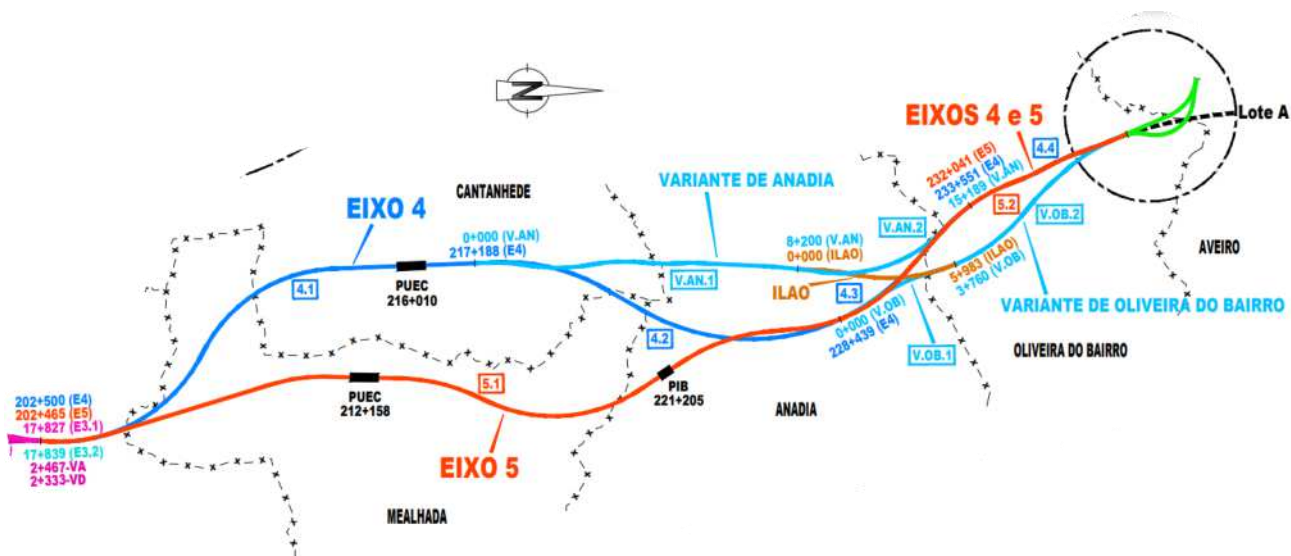 N
Lote A
EIXOS 4 e 5
4.4
232+041 (E5)
233+551 (E4)
15+189 (V.AN)
5.2
V.OB.2
CANTANHEDE
VARIANTE DE ANADIA
EIXO 4
0+000 (V.AN)
217+188 (E4)
8+200 (V.AN)
0+000 (ILAO)
V.AN.2
AVEIRO
4.1
PUEC
216+010
V.AN.1
ILAO
5+983 (ILAO)
3+760 (V.OB)
4.3
VARIANTE DE OLIVEIRA DO BAIRRO
0+000 (V.OB)
228+439 (E4)
4.2
V.OB.1
OLIVEIRA DO BAIRRO
5.1
PUEC
212+158
PIB
221+205
ANADIA
202+500 (E4)
202+465 (E5)
17+827 (E3.1)
17+839 (E3.2)
2+467-VA
2+333-VD
EIXO 5
MEALHADA